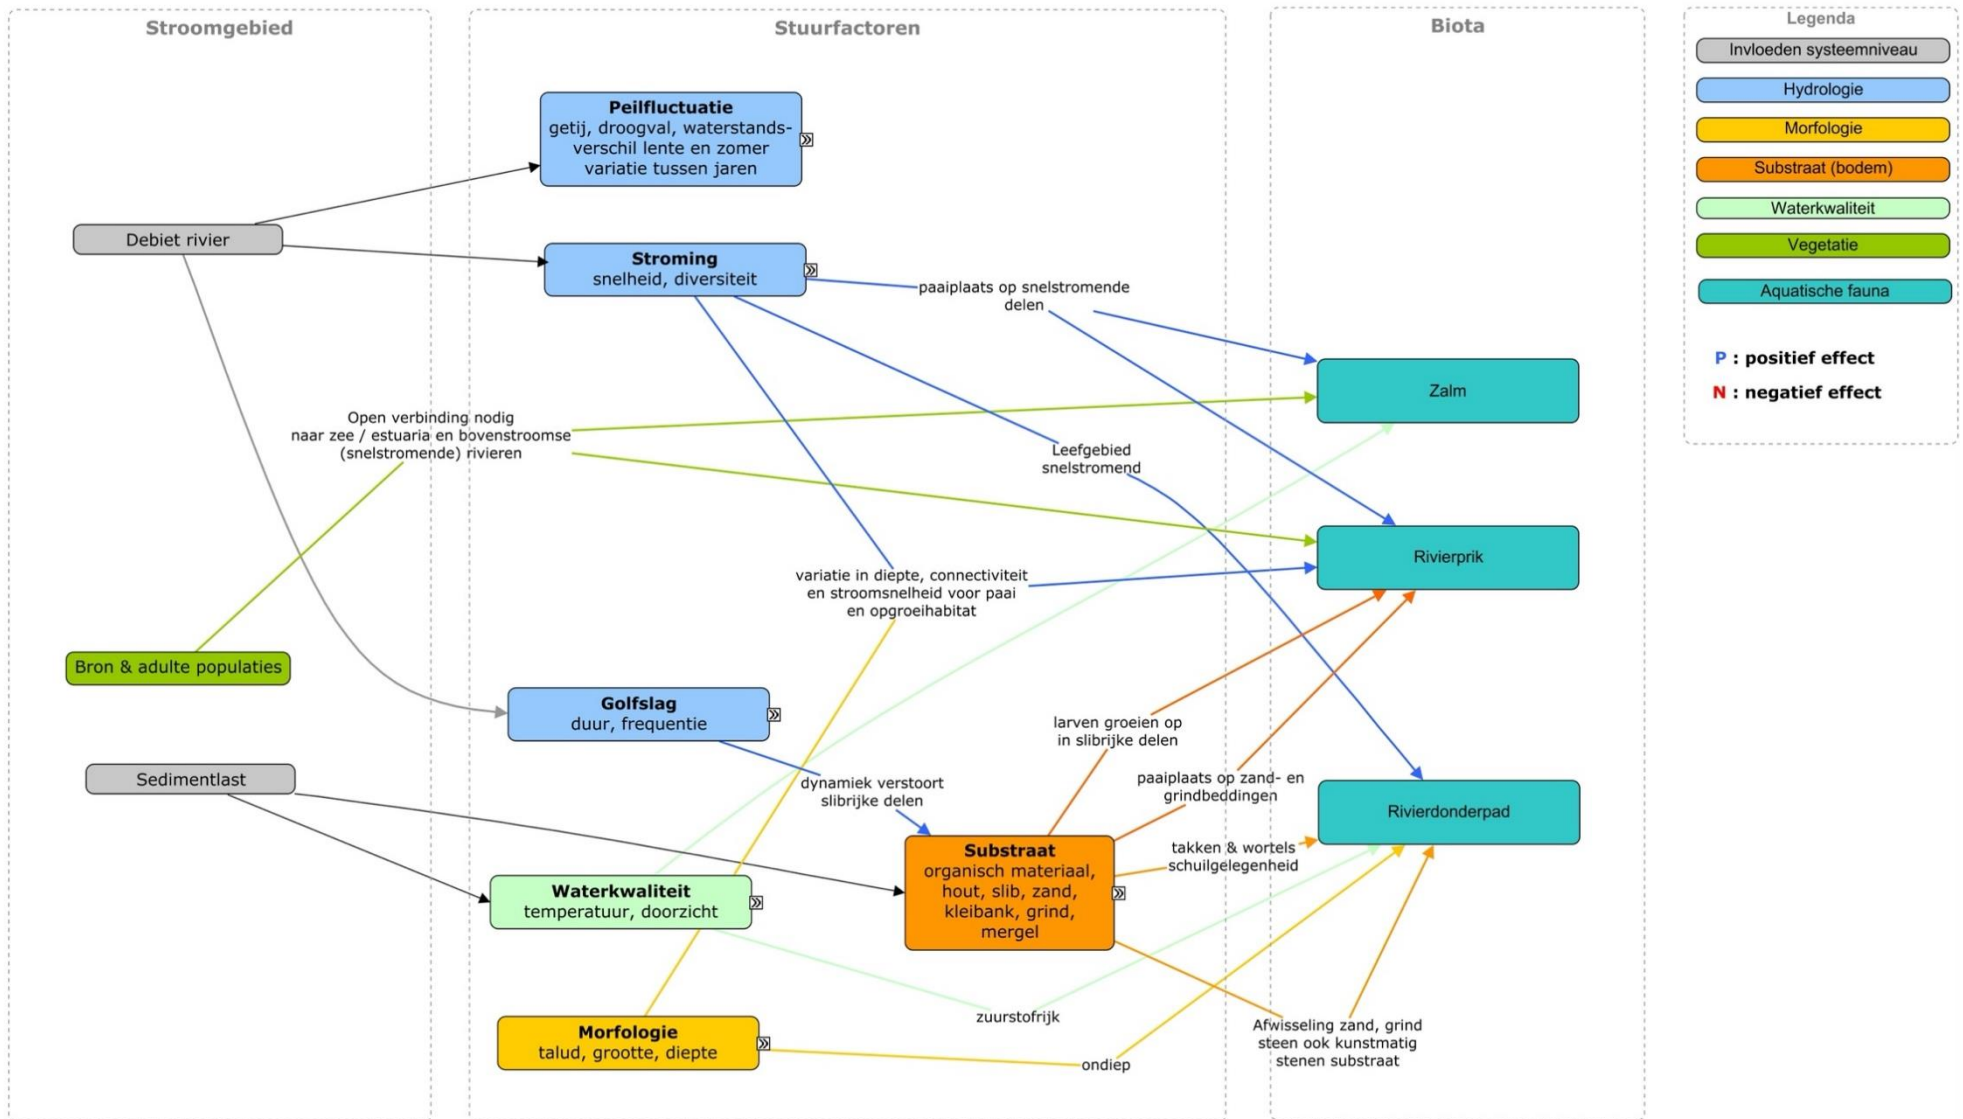 Stroomgebied
Stuurfactoren
Biota
Legenda
Invloeden systeemniveau
Hydrologie
Morfologie
Substraat (bodem)
Waterkwaliteit
Vegetatie
Aquatische fauna
P : positief effect
N : negatief effect
Peilfluctuatie
getij, droogval, waterstands-
verschil lente en zomer
variatie tussen jaren
Debiet rivier
Stroming
snelheid, diversiteit
paaiplaats op snelstromende
delen
Zalm
Open verbinding nodig
naar zee / estuaria en bovenstroomse
(snelstromende) rivieren
Leefgebied
snelstromend
Rivierprik
variatie in diepte, connectiviteit
en stroomsnelheid voor paai
en opgroeihabitat
Bron & adulte populaties
Golfslag
duur, frequentie
larven groeien op
in slibrijke delen
Sedimentlast
dynamiek verstoort
slibrijke delen
paaiplaats op zand- en
grindbeddingen
Rivierdonderpad
Substraat
organisch materiaal,
hout, slib, zand,
kleibank, grind,
mergel
takken & wortels
schuilgelegenheid
Waterkwaliteit
temperatuur, doorzicht
zuurstofrijk
Morfologie
talud, grootte, diepte
ondiep
Afwisseling zand, grind
steen ook kunstmatig
stenen substraat